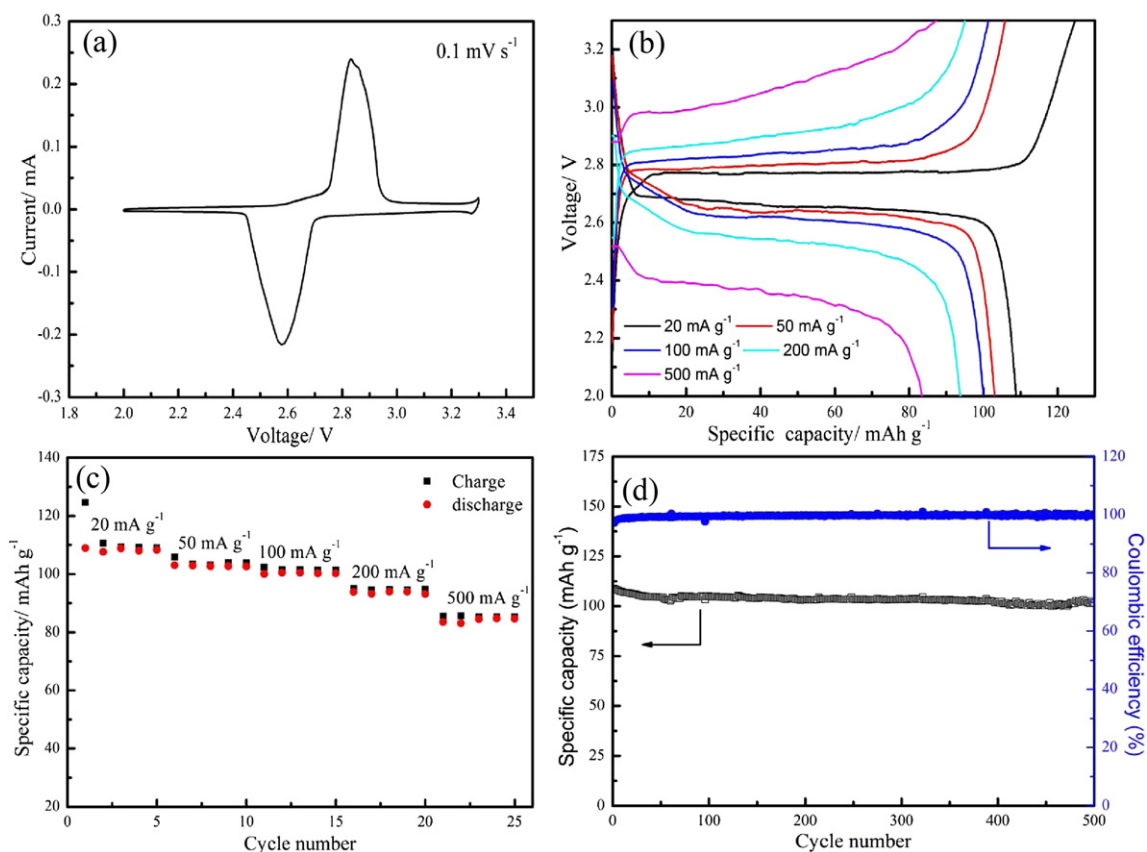 (a)
0.1 mV s⁻¹
0.3
0.2
0.1
0.0
-0.1
-0.2
-0.3
Current/ mA
1.8 2.0 2.2 2.4 2.6 2.8 3.0 3.2 3.4
Voltage/ V
(b)
3.2
3.0
2.8
2.6
2.4
2.2
2.0
Voltage/ V
20 mA g⁻¹ 50 mA g⁻¹
100 mA g⁻¹ 200 mA g⁻¹
500 mA g⁻¹
0 20 40 60 80 100 120
Specific capacity/ mAh g⁻¹
(c)
140
120
100
80
60
40
20
Specific capacity/ mAh g⁻¹
Charge
discharge
20 mA g⁻¹
50 mA g⁻¹
100 mA g⁻¹
200 mA g⁻¹
500 mA g⁻¹
0 5 10 15 20 25
Cycle number
(d)
175
150
125
100
75
50
25
0
Specific capacity (mAh g⁻¹)
120
100
80
60
40
20
0
Coulombic efficiency (%)
0 100 200 300 400 500
Cycle number